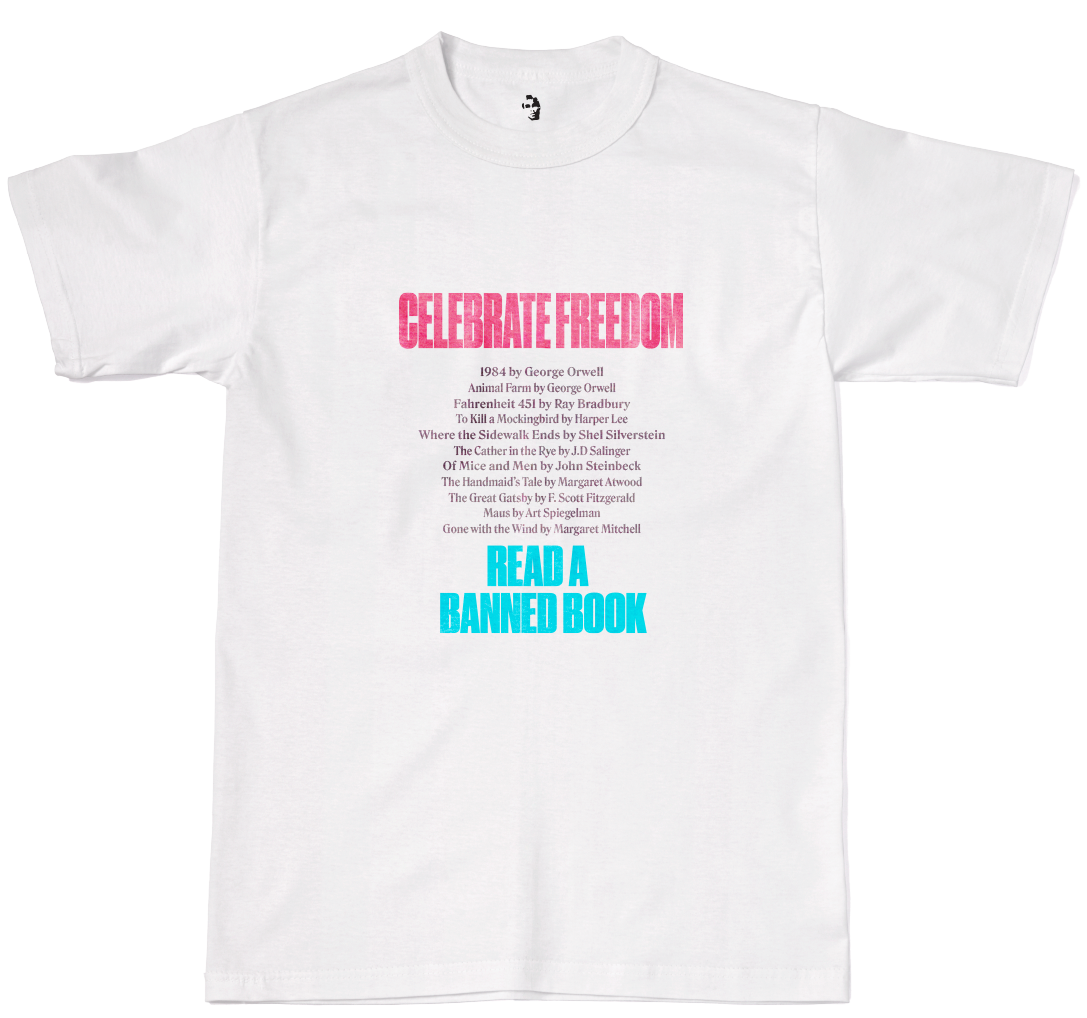 CELEBRATE FREEDOM
1984 by George Orwell
Animal Farm by George Orwell
Fahrenheit 451 by Ray Bradbury
To Kill a Mockingbird by Harper Lee
Where the Sidewalk Ends by Shel Silverstein
The Cather in the Rye by J.D Salinger
Of Mice and Men by John Steinbeck
The Handmaid's Tale by Margaret Atwood
The Great Gatsby by F. Scott Fitzgerald
Maus by Art Spiegelman
Gone with the Wind by Margaret Mitchell
READ A
BANNED BOOK